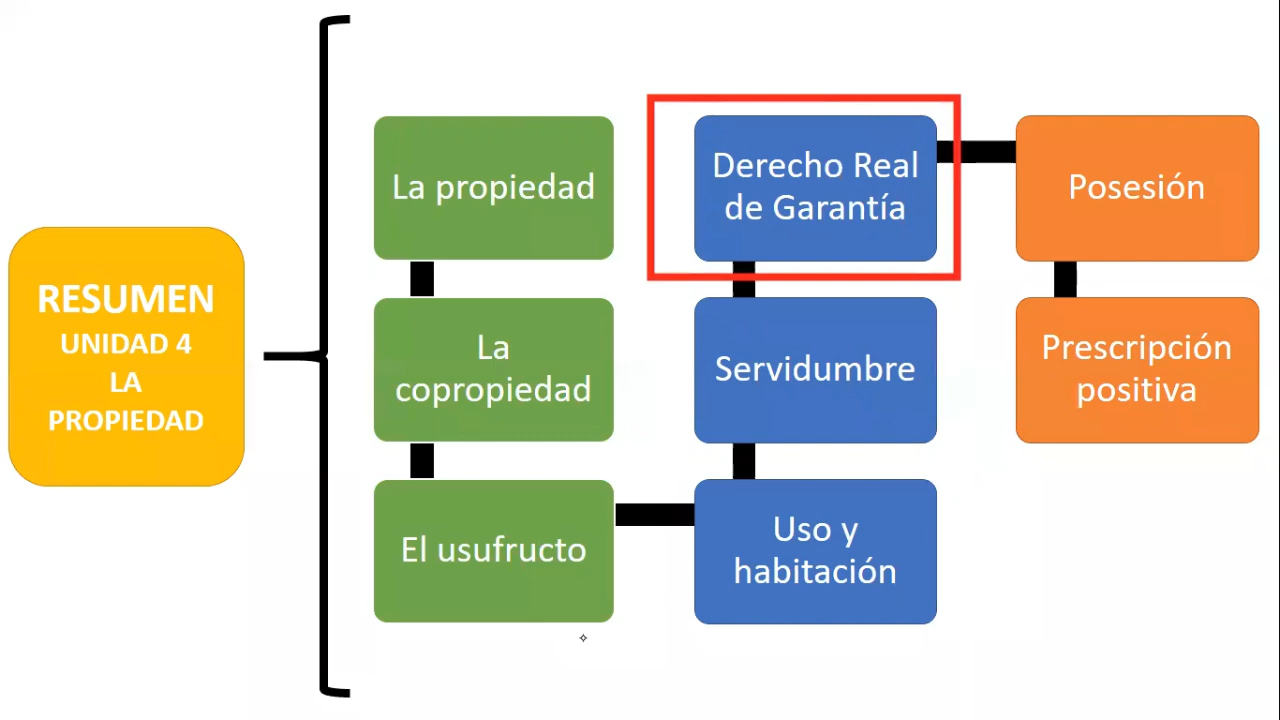 RESUMEN
UNIDAD 4
LA
PROPIEDAD
La propiedad
La
copropiedad
El usufructo
Uso y
habitación
Servidumbre
Derecho Real
de Garantía
Posesión
Prescripción
positiva